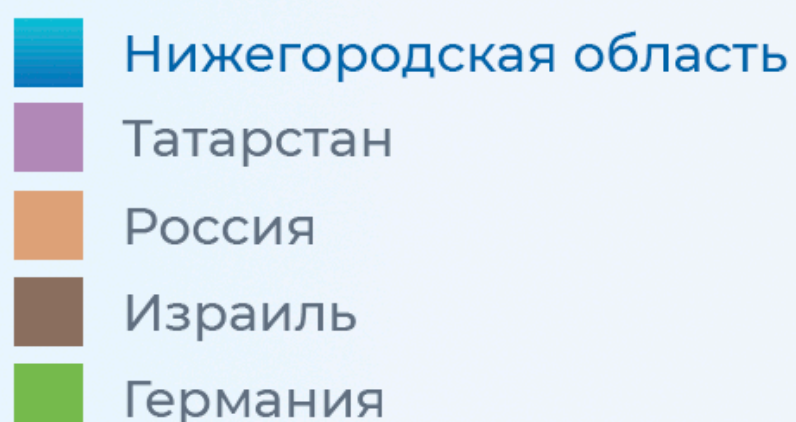 Нижегородская область
Татарстан
Россия
Израиль
Германия